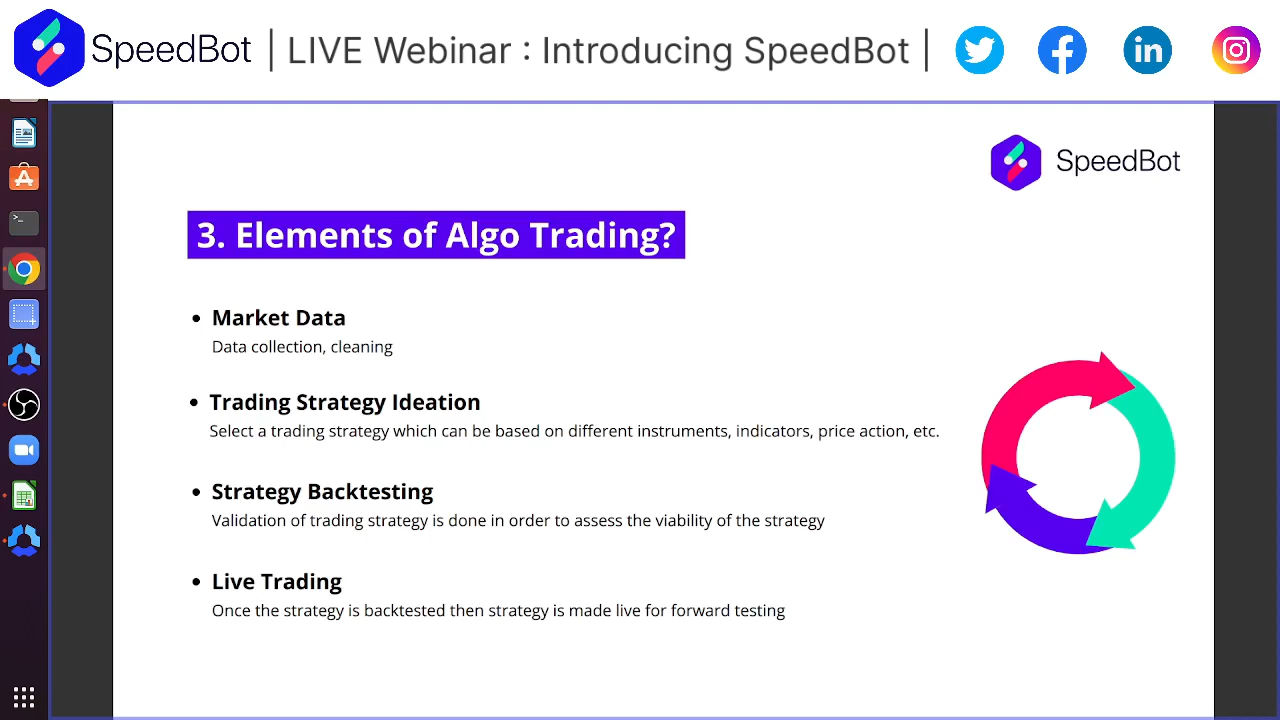 SpeedBot | LIVE Webinar : Introducing SpeedBot |
SpeedBot
3. Elements of Algo Trading?
• Market Data
Data collection, cleaning
• Trading Strategy Ideation
Select a trading strategy which can be based on different instruments, indicators, price action, etc.
• Strategy Backtesting
Validation of trading strategy is done in order to assess the viability of the strategy
• Live Trading
Once the strategy is backtested then strategy is made live for forward testing